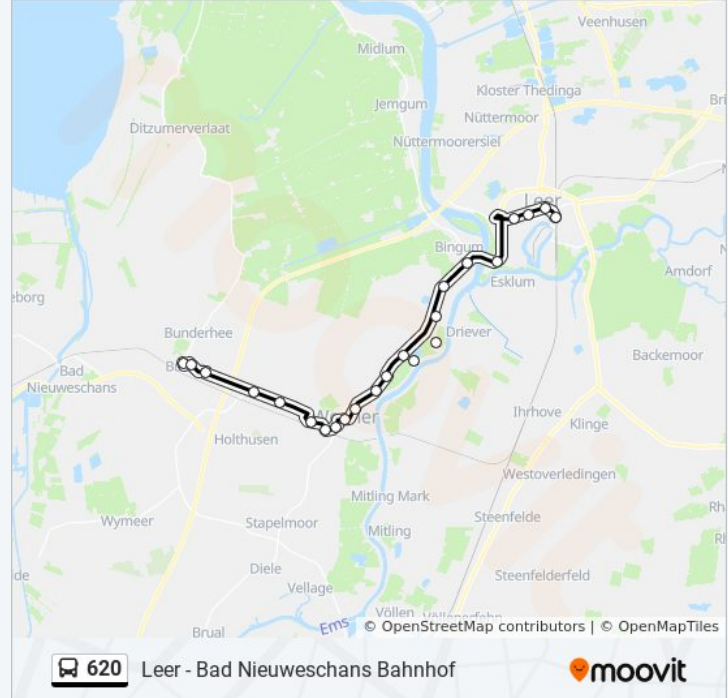 Veenhusen
Midlum
Kloster Thedinga
Jemgum
Nüttermoor
Ditzumerverlaat
Nüttermoorersiel
Leer
Bingum
Amdorf
Esklum
Driever
Bunderhee
Backemoor
Bad
Nieuweschans
Ihrhove
Klinge
Holthusen
Westoverledingen
Mitling Mark
Steenfelde
Wymeer
Stapelmoor
Mitling
Diele
Steenfelderfeld
Vellage
Völlen
Ems
Brual
© OpenStreetMap contributors | © OpenMapTiles
620 Leer - Bad Nieuweschans Bahnhof
moovit